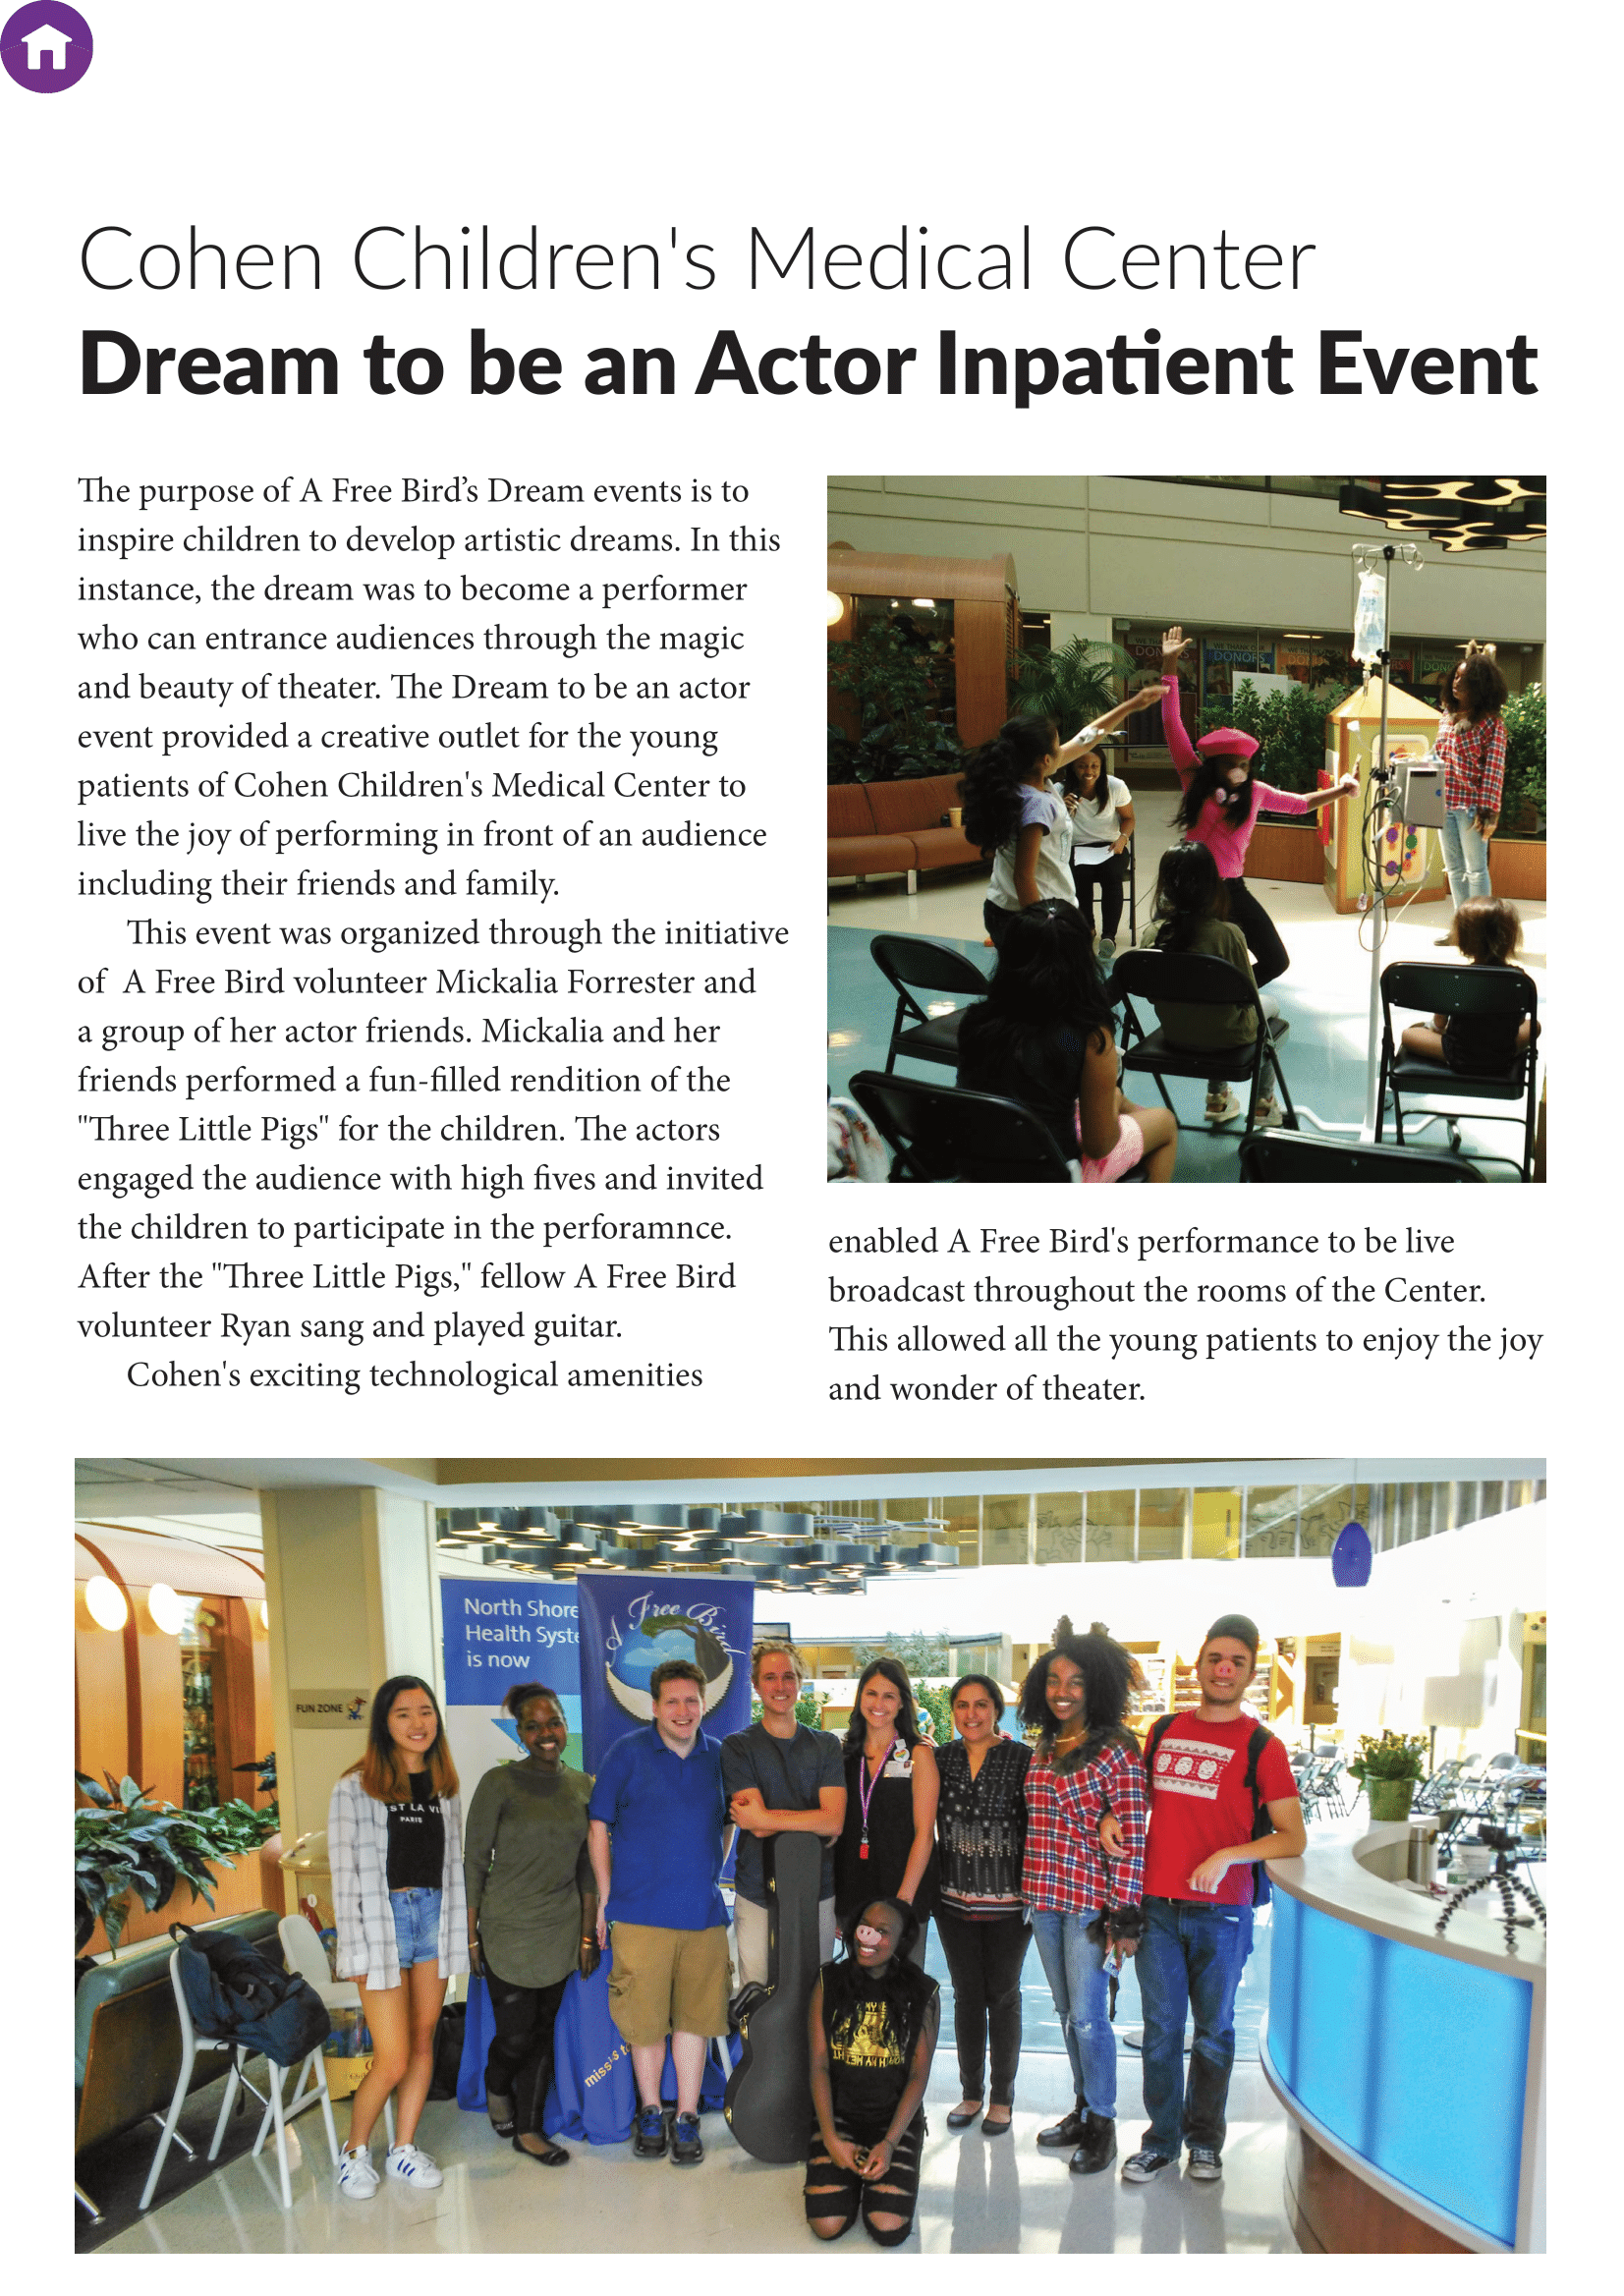 Cohen Children's Medical Center
Dream to be an Actor Inpatient Event
The purpose of A Free Bird’s Dream events is to
inspire children to develop artistic dreams. In this
instance, the dream was to become a performer
who can entrance audiences through the magic
and beauty of theater. The Dream to be an actor
event provided a creative outlet for the young
patients of Cohen Children's Medical Center to
live the joy of performing in front of an audience
including their friends and family.
This event was organized through the initiative
of A Free Bird volunteer Mickalia Forrester and
a group of her actor friends. Mickalia and her
friends performed a fun-filled rendition of the
"Three Little Pigs" for the children. The actors
engaged the audience with high fives and invited
the children to participate in the perforamnce.
After the "Three Little Pigs," fellow A Free Bird
volunteer Ryan sang and played guitar.
Cohen's exciting technological amenities
DONORS
enabled A Free Bird's performance to be live
broadcast throughout the rooms of the Center.
This allowed all the young patients to enjoy the joy
and wonder of theater.
North Shore
Health Syste
is now
A Free Bird
FUN ZONE
EST LA VI
PARIS